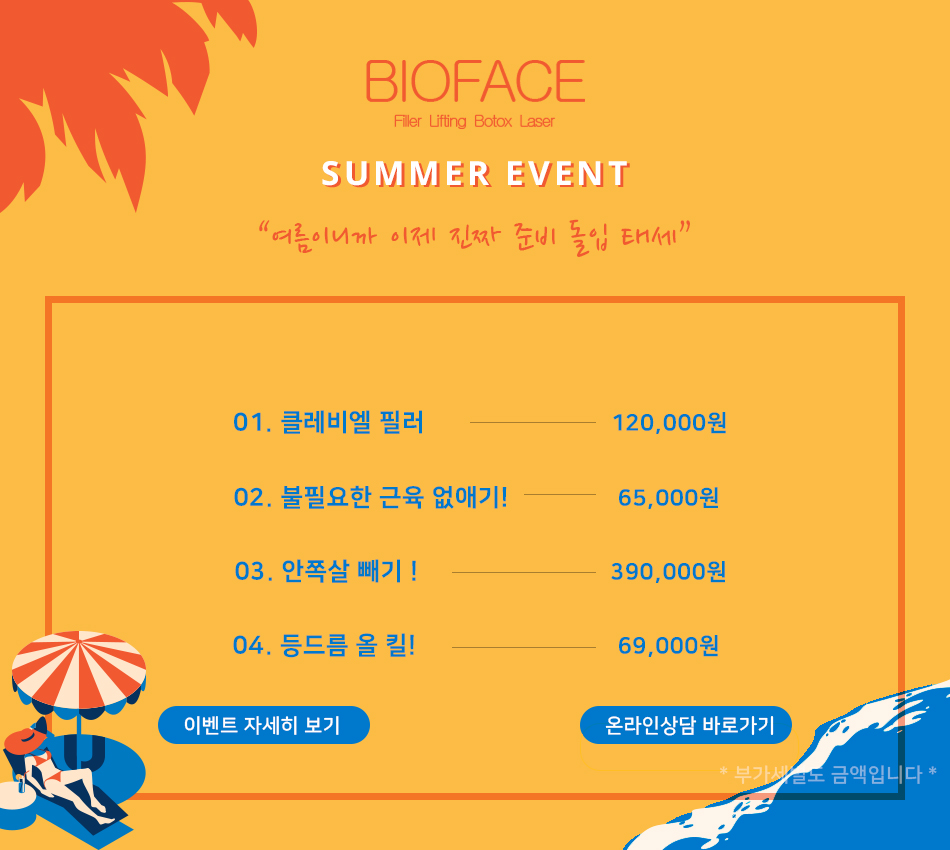 BIOFACE
Filler Lifting Botox Laser
SUMMER EVENT
“여름이니까 이제 진짜 준비 돌입 태세”
01. 클레비엘 필러 120,000원
02. 불필요한 근육 없애기! 65,000원
03. 안쪽살 빼기 ! 390,000원
04. 등드름 올 킬! 69,000원
이벤트 자세히 보기 온라인상담 바로가기
* 부가세별도 금액입니다 *